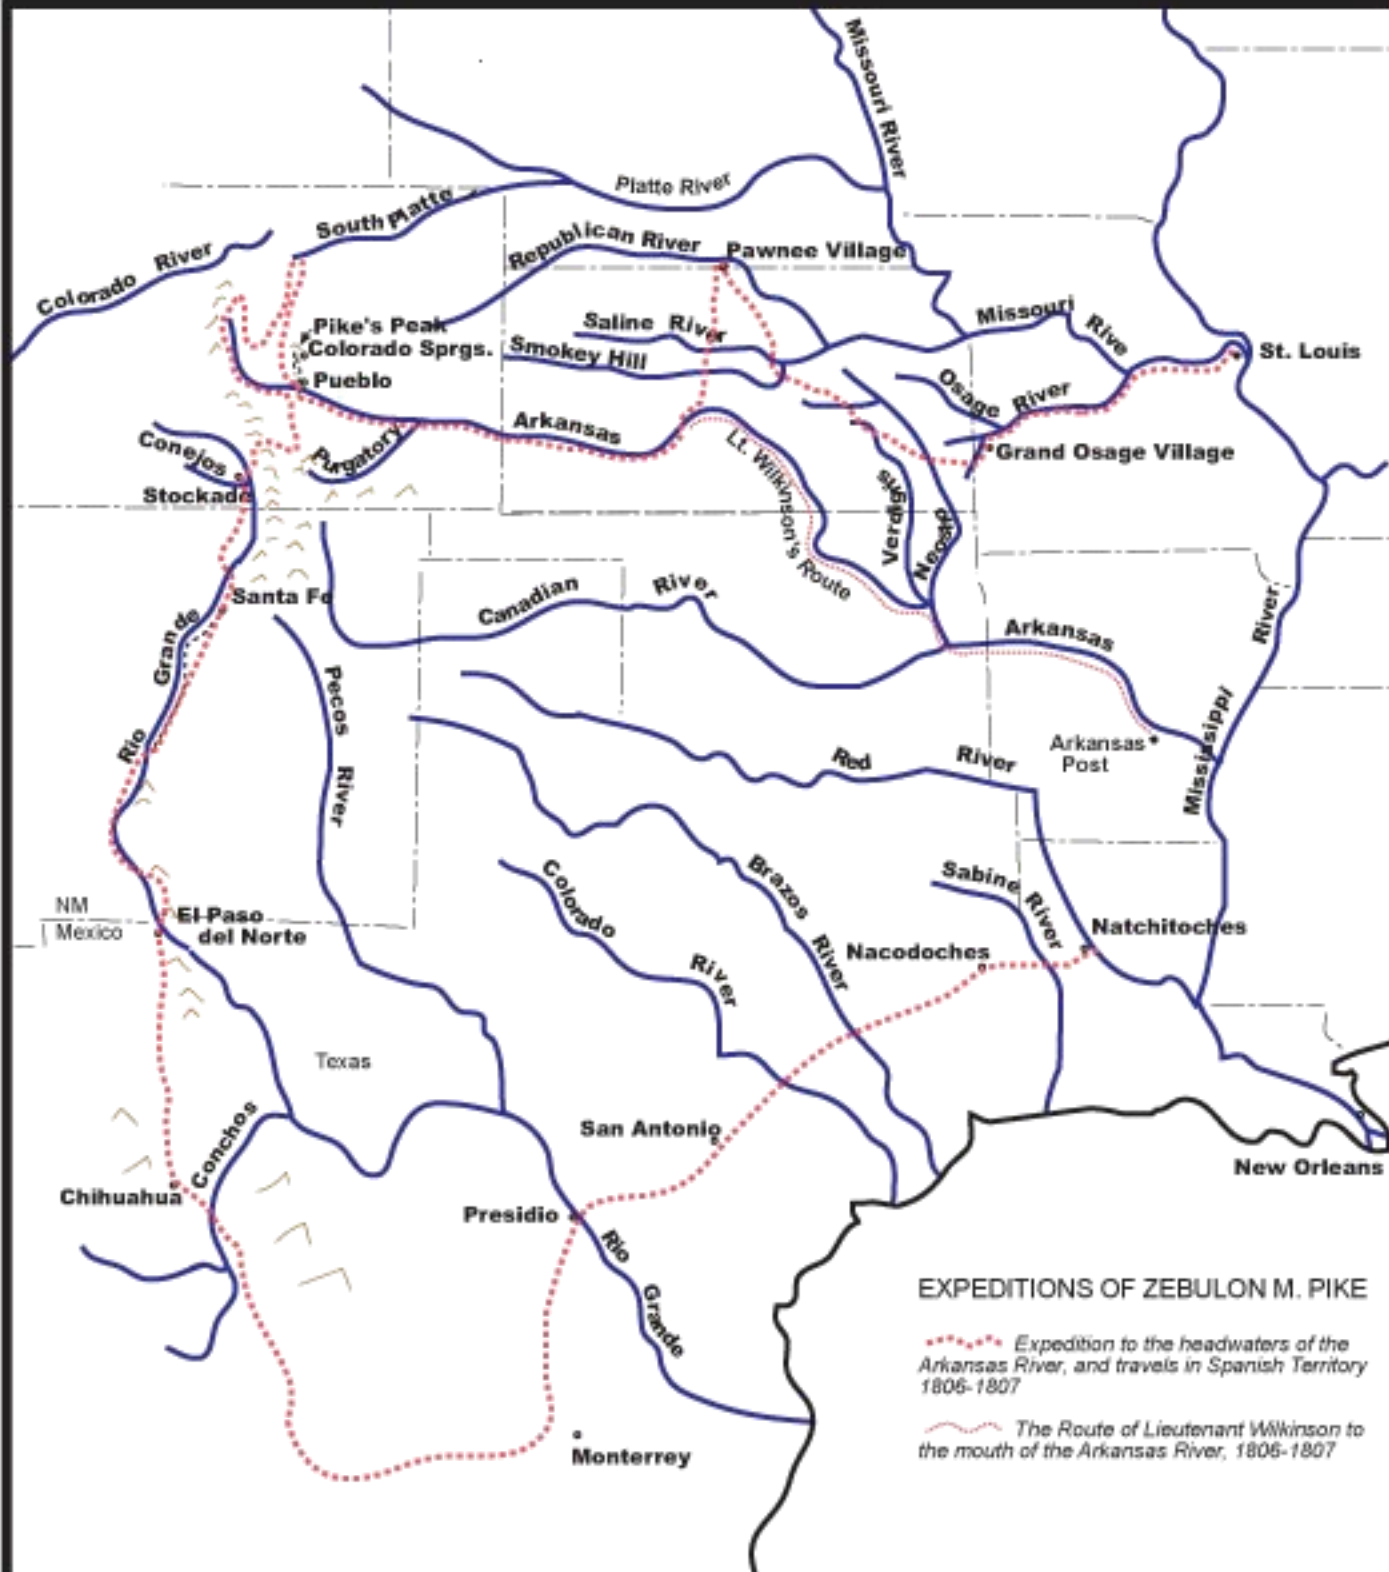 Missouri River
Platte River
South Platte
Republican River
Pawnee Village
Colorado River
Missouri
Rive
Saline River
Pike's Peak
Colorado Sprgs.
Smokey Hill
St. Louis
Pueblo
Osage River
Arkansas
Conejos
Purgatory
Lt. Wilkinson's Route
Grand Osage Village
Stockade
Verdigus
Neosho
Santa Fe
Canadian River
Rio Grande
Arkansas
Mississippi River
Pecos River
Arkansas
Post
Red River
Brazos River
Colorado River
Sabine River
NM
Mexico
El Paso
del Norte
Natchitoches
Nacodoches
Texas
Conchos
San Antonio
New Orleans
Chihuahua
Presidio
Rio Grande
Monterrey
EXPEDITIONS OF ZEBULON M. PIKE
Expedition to the headwaters of the
Arkansas River, and travels in Spanish Territory
1806-1807
The Route of Lieutenant Wilkinson to
the mouth of the Arkansas River, 1806-1807